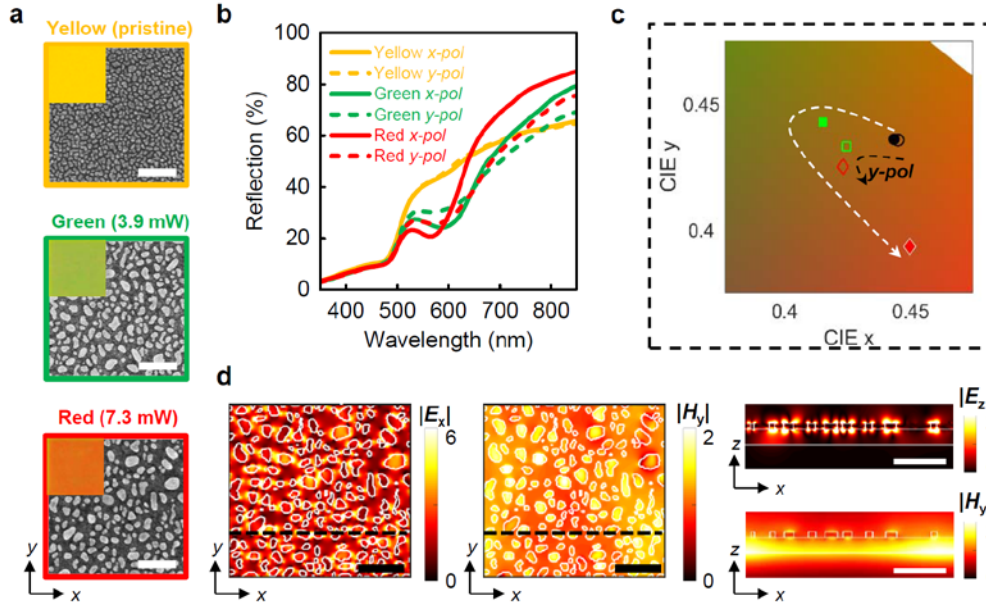 a
Yellow (pristine)
Green (3.9 mW)
Red (7.3 mW)
y
x
b
Reflection (%)
100
80
60
40
20
0
Yellow x-pol
Yellow y-pol
Green x-pol
Green y-pol
Red x-pol
Red y-pol
400 500 600 700 800
Wavelength (nm)
c
CIE y
0.45
0.4
y-pol
0.4 0.45
CIE x
d
|Ex|
6
0
y
x
|Hy|
2
0
|Ez|
z
x
|Hy|
z
x